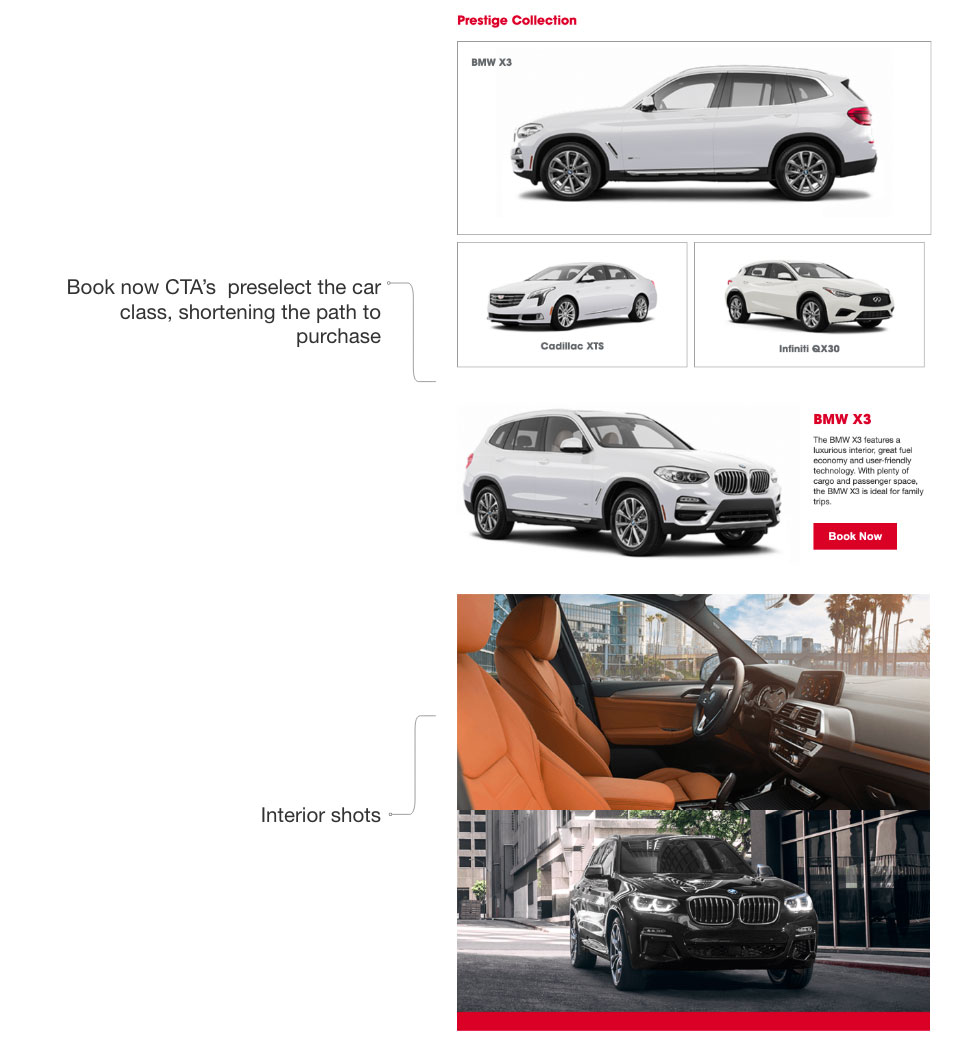 Prestige Collection
BMW X3
Book now CTA’s  preselect the car
class, shortening the path to
purchase
Cadillac XTS
Infiniti QX30
BMW X3
The BMW X3 features a
luxurious interior, great fuel
economy and user-friendly
technology. With plenty of
cargo and passenger space,
the BMW X3 is ideal for family
trips.
Book Now
Interior shots